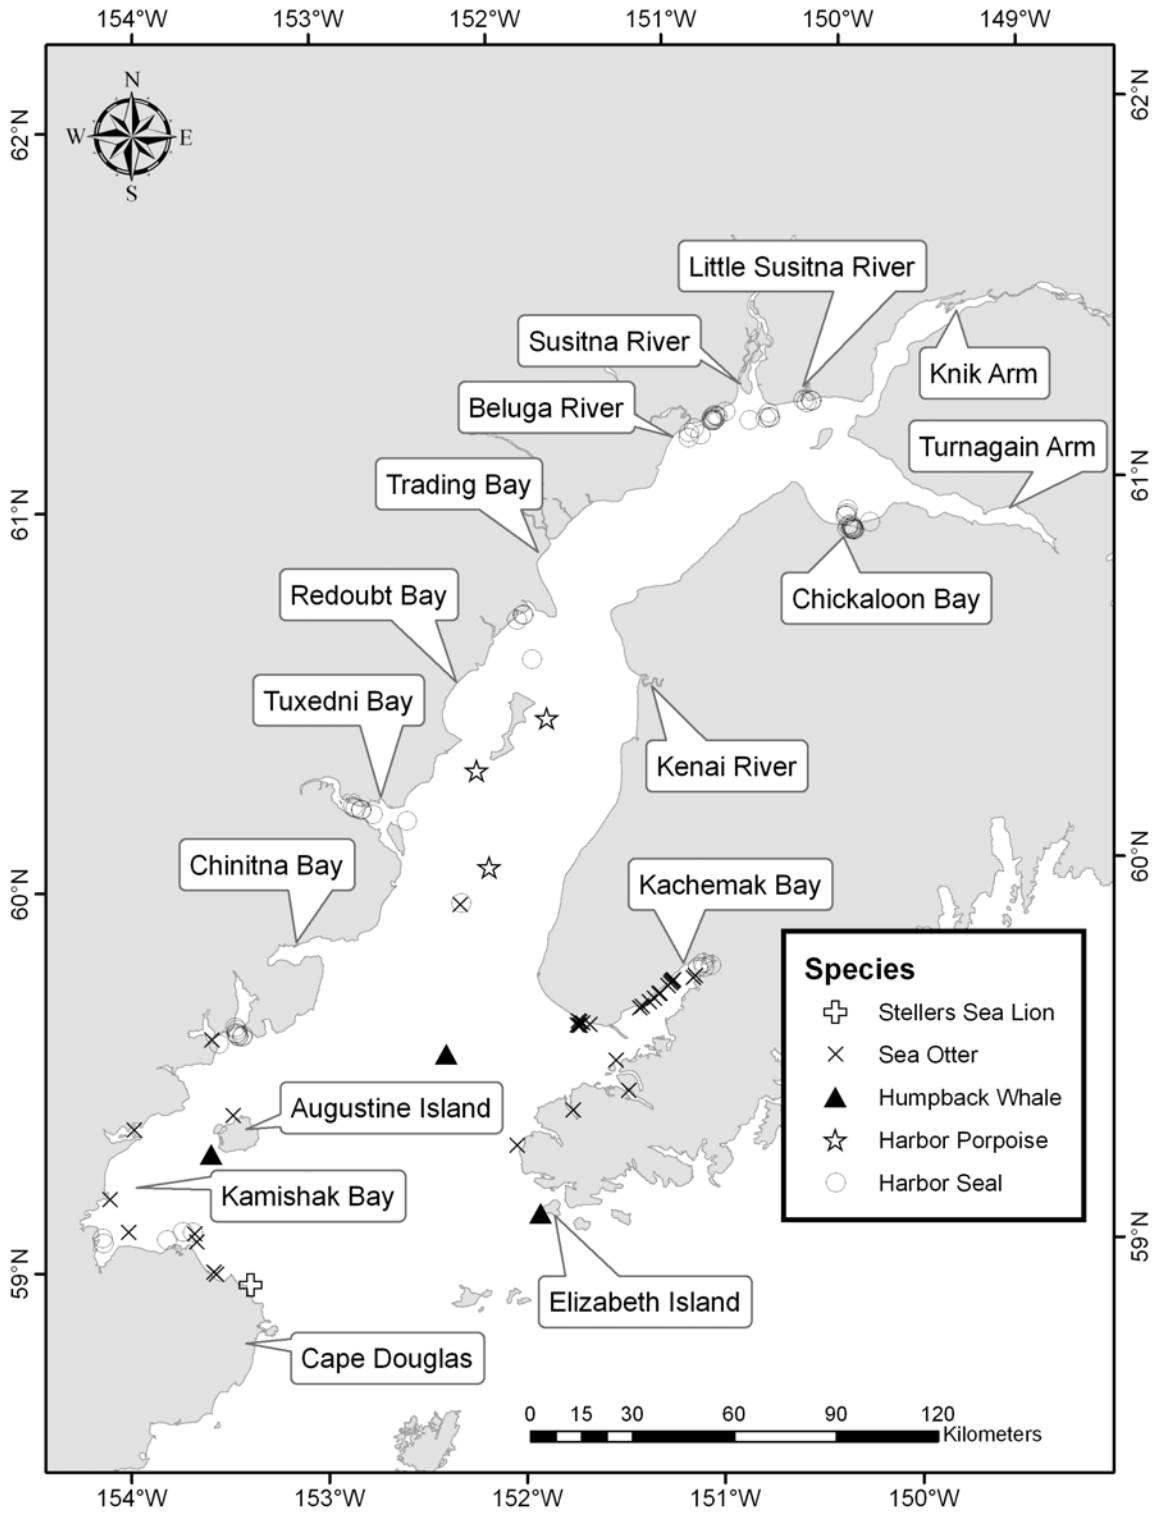 154°W 153°W 152°W 151°W 150°W 149°W
N
W E
S
62°N
62°N
Little Susitna River
Susitna River
Knik Arm
Beluga River
Turnagain Arm
Trading Bay
61°N
61°N
Redoubt Bay
Chickaloon Bay
Tuxedni Bay
Kenai River
Chinitna Bay
Kachemak Bay
60°N
60°N
Species
Stellers Sea Lion
Sea Otter
Humpback Whale
Harbor Porpoise
Harbor Seal
Augustine Island
Kamishak Bay
59°N
59°N
Elizabeth Island
Cape Douglas
0 15 30 60 90 120
Kilometers
154°W 153°W 152°W 151°W 150°W